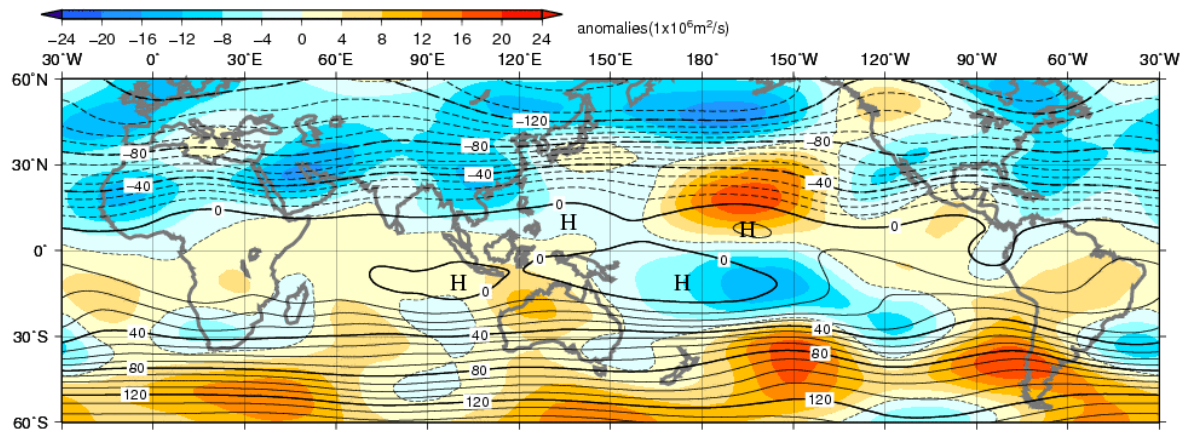 −24 −20 −16 −12 −8 −4 0 4 8 12 16 20 24
anomalies(1x10⁶m²/s)
30°W 0° 30°E 60°E 90°E 120°E 150°E 180° 150°W 120°W 90°W 60°W 30°W
60°N
−120
−80 −80 −80
30°N
−40 −40 −40
0 0 0
H H
0°
0 0
H H
0
30°S
40 40 40
80 80 80
120 120 120
60°S